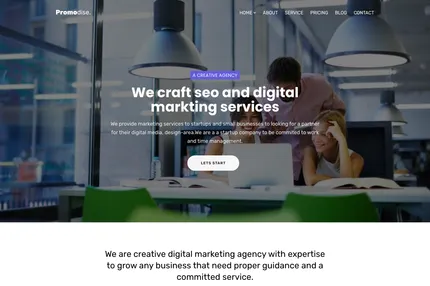 Promodise.
HOME ABOUT SERVICE PRICING BLOG CONTACT
A CREATIVE AGENCY
We craft seo and digital
markting services
We provide marketing services to startups and small businesses to looking for a partner
for their digital media, design-area.We are a a startup company to be commited to work
and time management.
LETS START
We are creative digital marketing agency with expertise
to grow any business that need proper guidance and a
committed service.